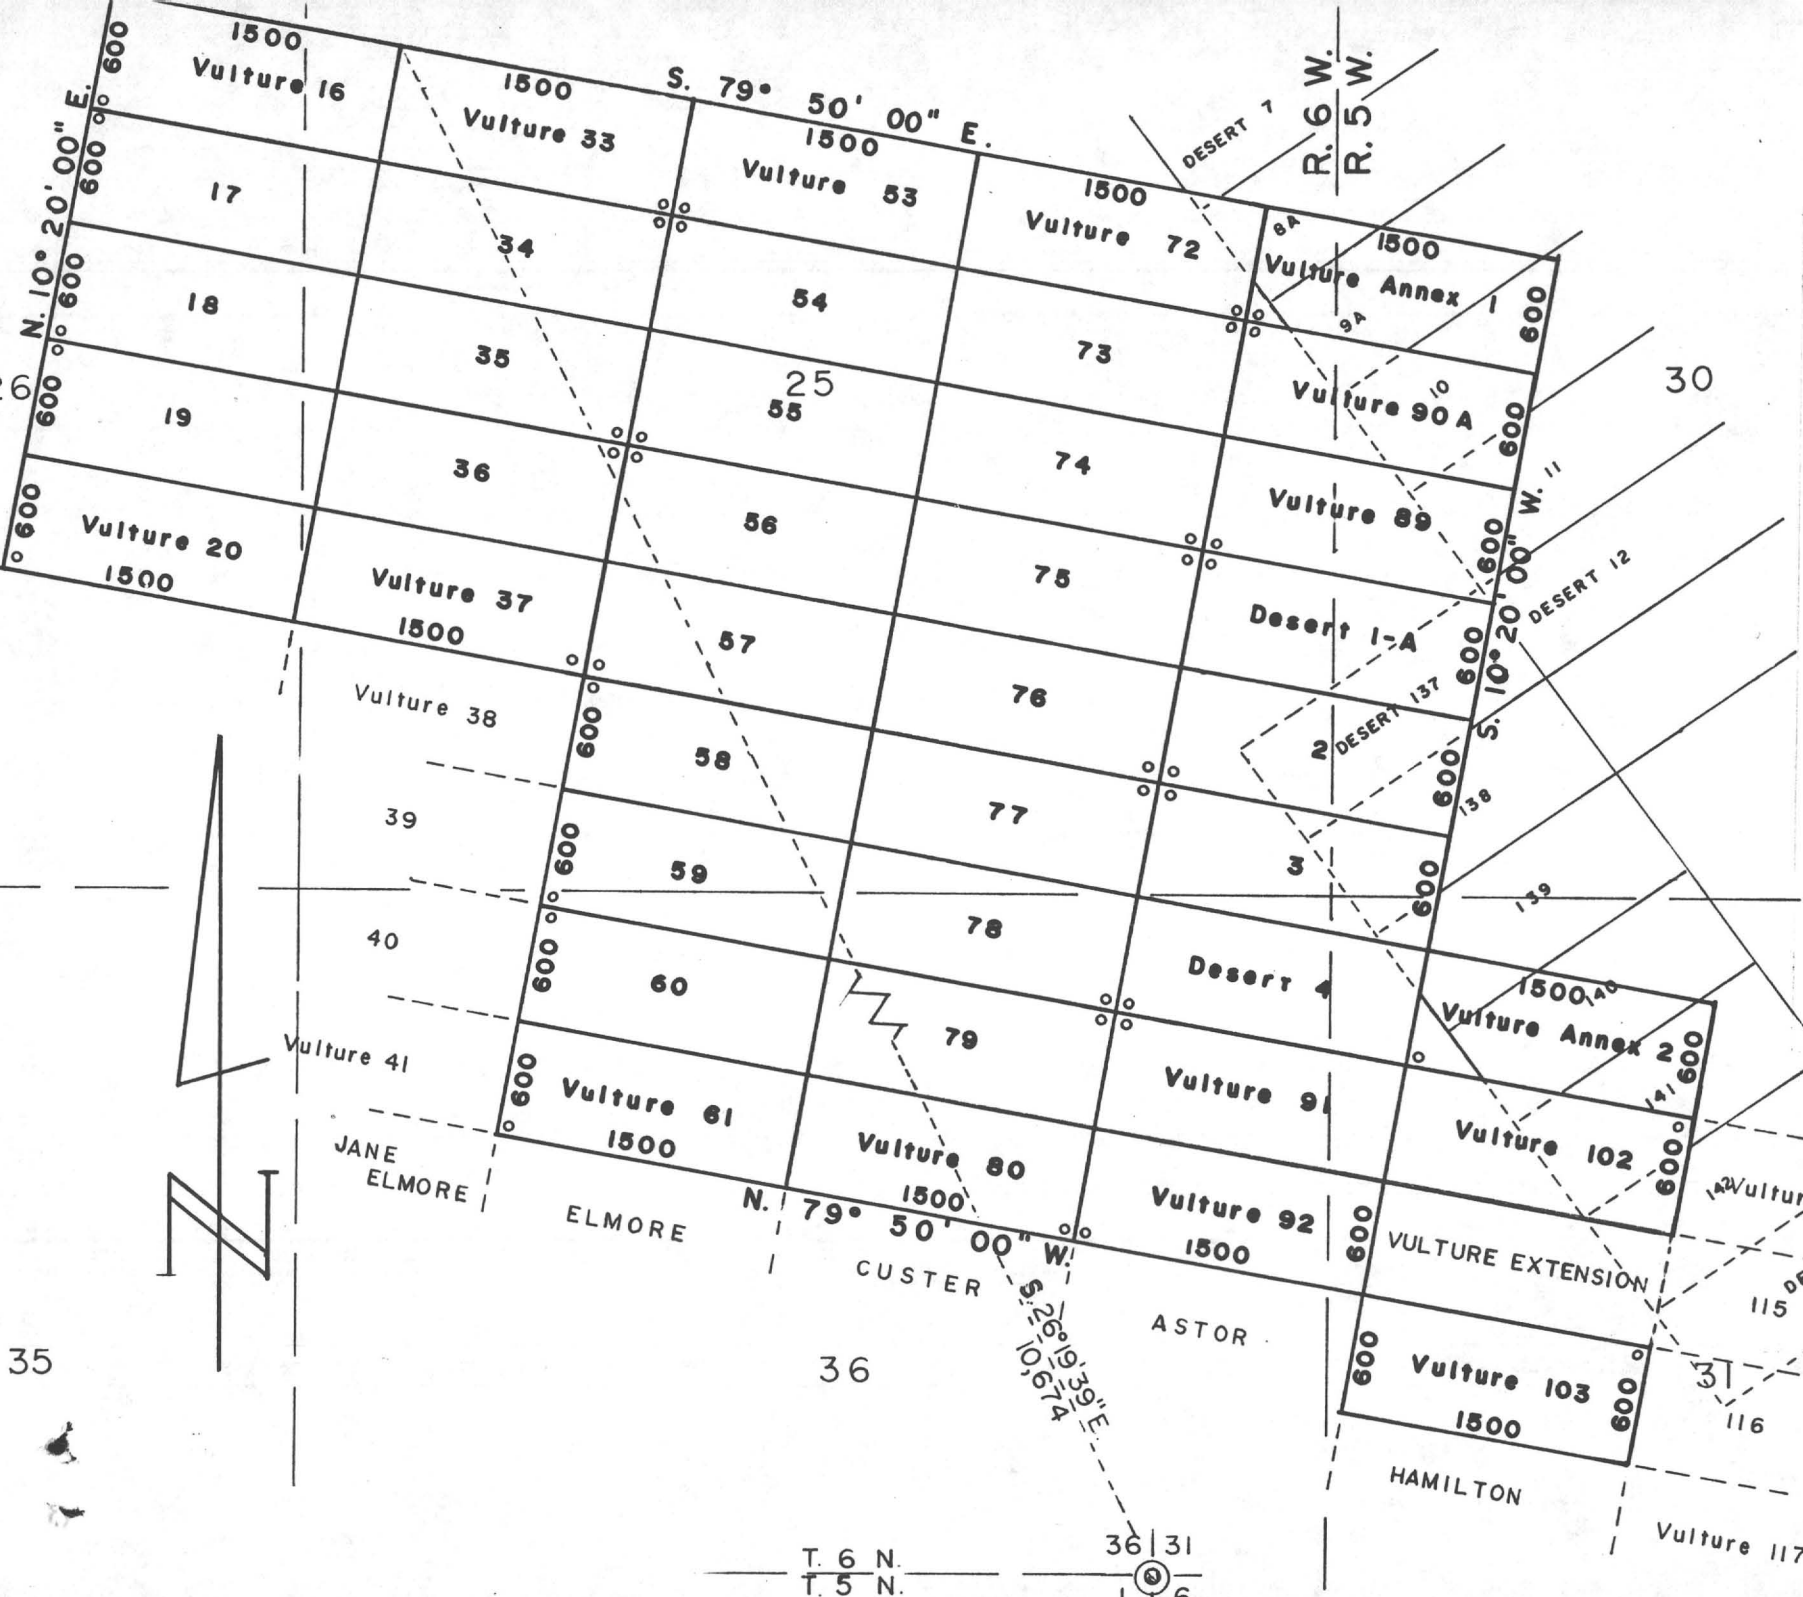 600
1500
Vulture 16
1500
Vulture 33
S. 79° 50' 00" E.
1500
Vulture 53
1500
Vulture 72
DESERT 7
R. 6 W.
R. 5 W.
8A
1500
Vulture Annex 1
600
9A
N. 10° 20' 00" E.
600
17
34
54
73
10
Vulture 90 A
600
30
600
18
35
25
55
74
Vulture 89
600
11
600
19
36
56
75
Desert 1-A
600
S. 10° 20' 00" W.
DESERT 12
600
Vulture 20
1500
Vulture 37
1500
57
76
2
DESERT 137
600
138
Vulture 38
600
58
77
3
600
139
39
600
59
78
Desert 4
1500
140
Vulture Annex 2
600
40
600
60
79
Vulture 91
141
Vulture 102
600
Vulture 41
600
Vulture 61
1500
Vulture 80
1500
Vulture 92
1500
600
VULTURE EXTENSION
142
115
JANE
ELMORE
ELMORE
N. 79° 50' 00" W.
CUSTER
ASTOR
S. 26°19'39"E.
10,674
600
Vulture 103
1500
600
31
116
35
36
HAMILTON
Vulture 117
N
T. 6 N.
T. 5 N.
36 31
6